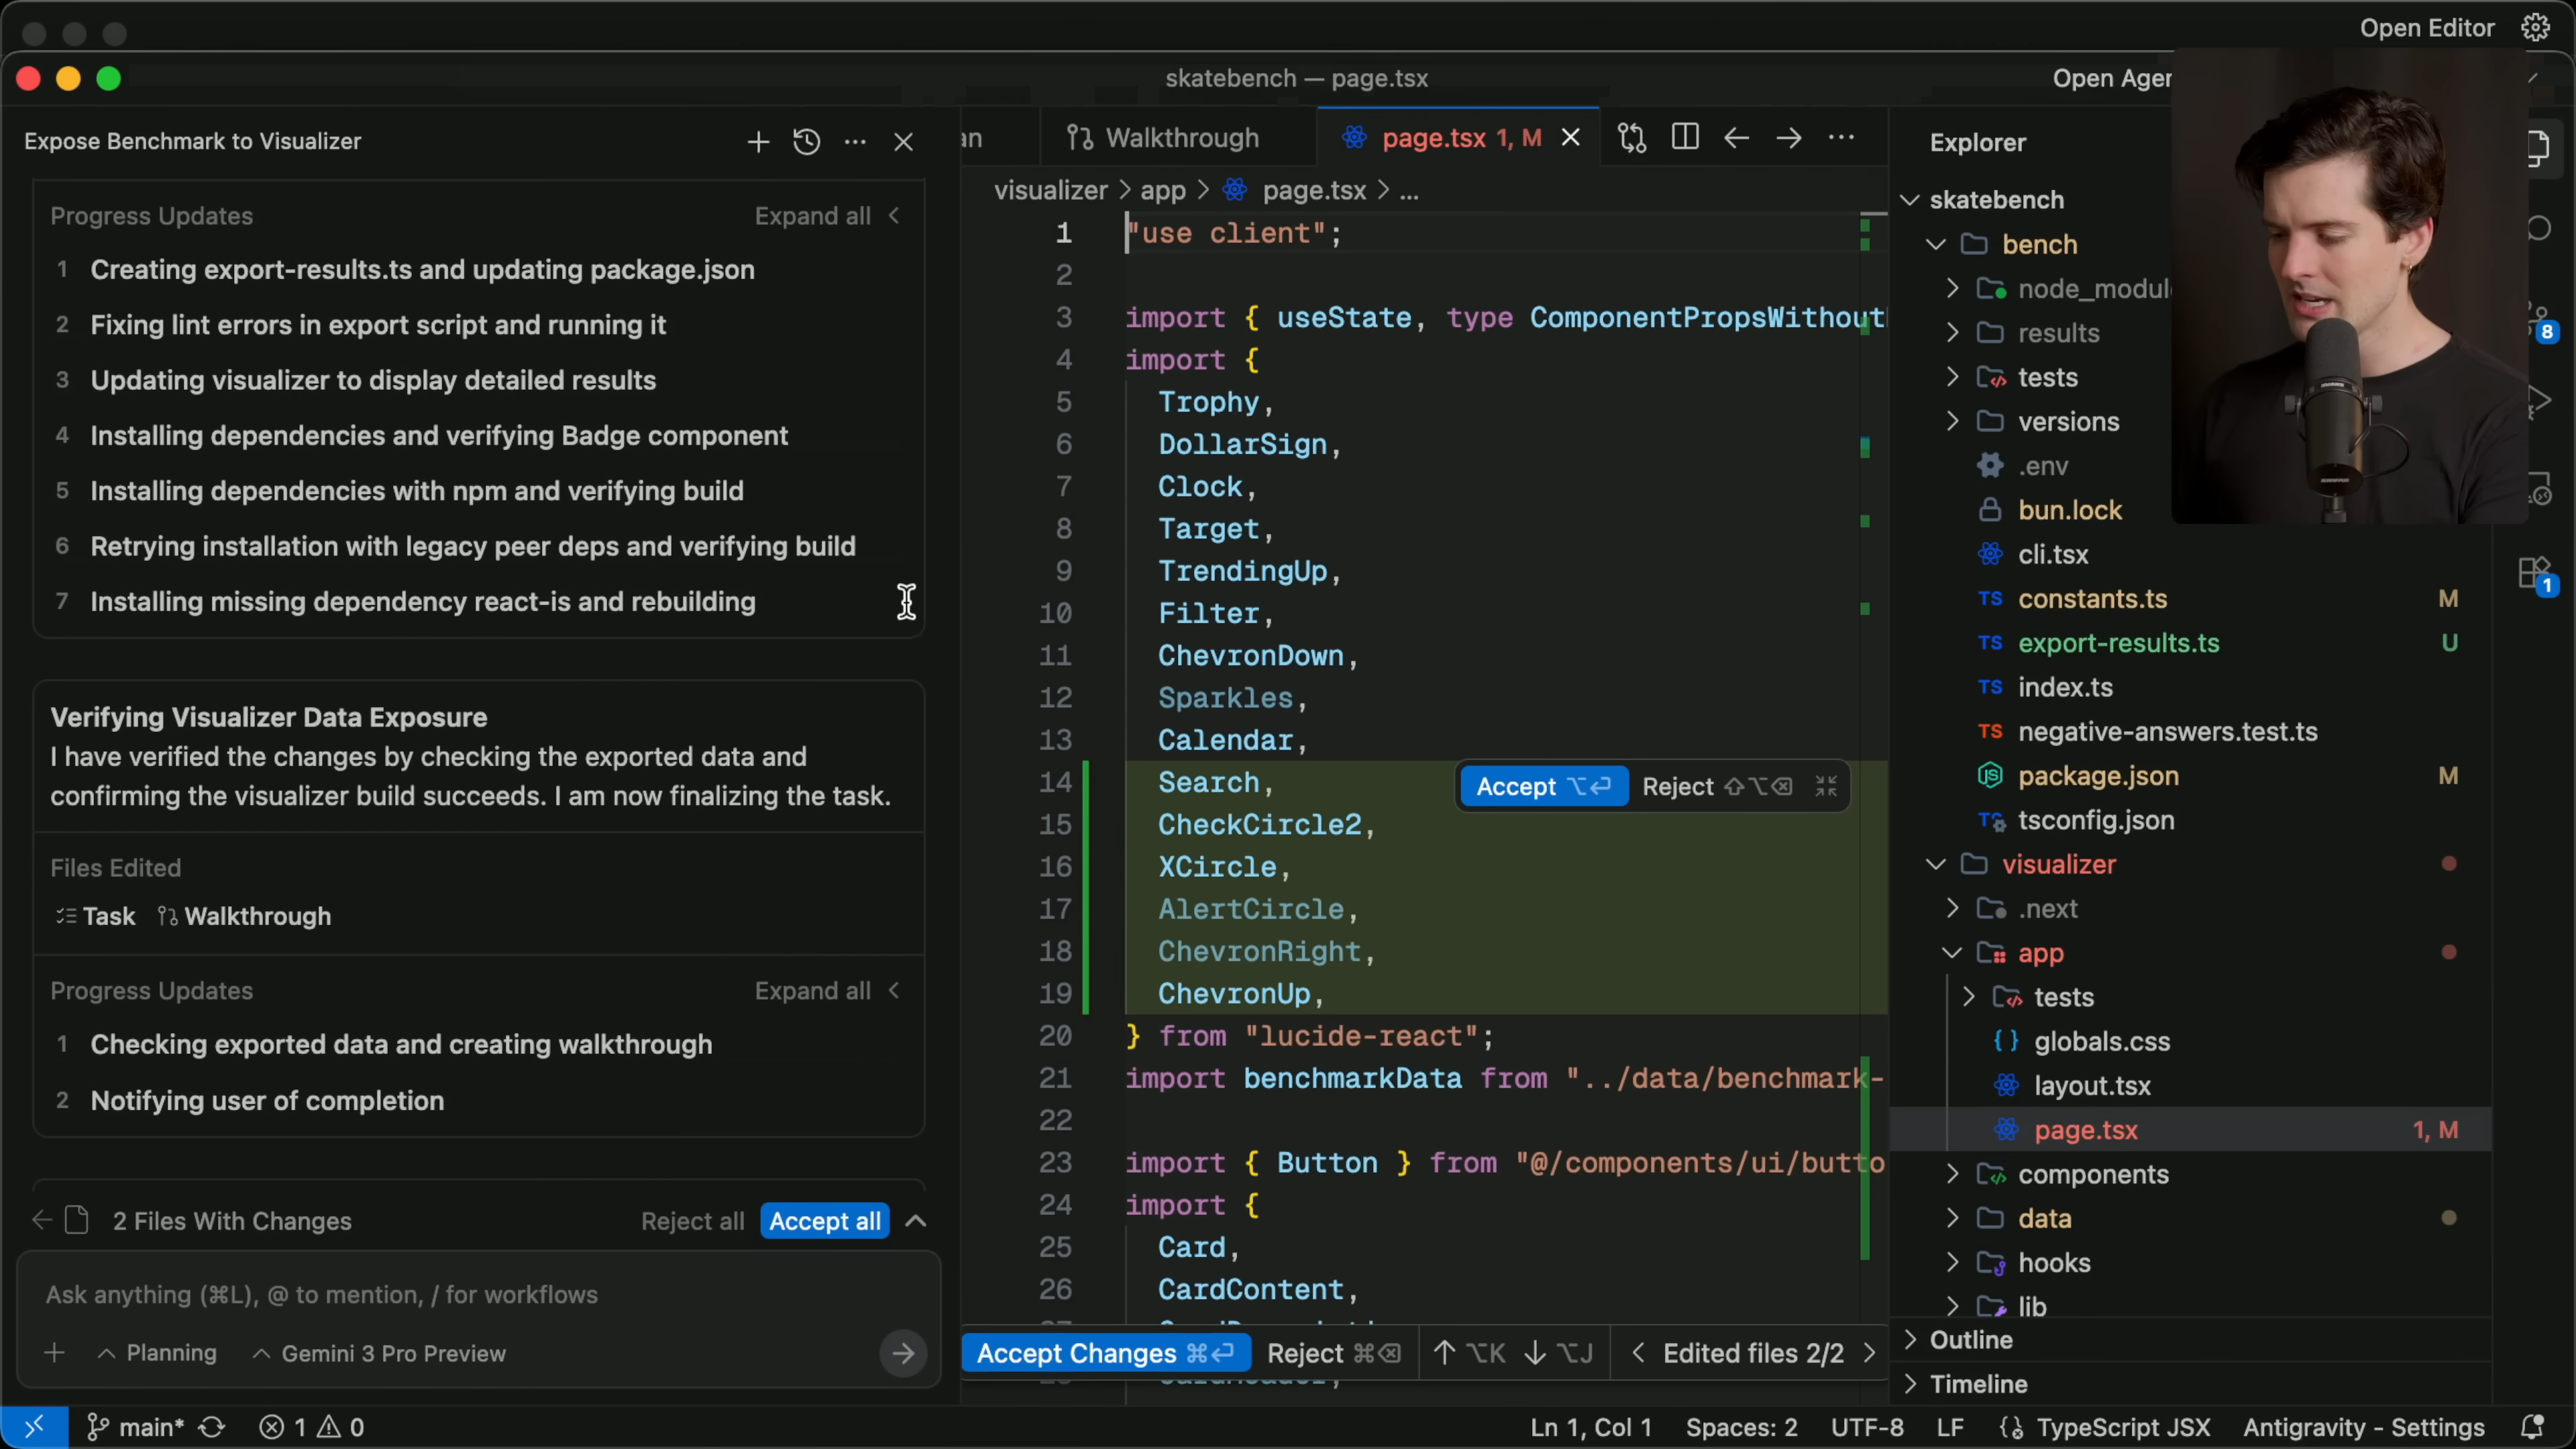 Open Editor
skatebench — page.tsx
Open Agen
Expose Benchmark to Visualizer
Progress Updates
Expand all
1 Creating export-results.ts and updating package.json
2 Fixing lint errors in export script and running it
3 Updating visualizer to display detailed results
4 Installing dependencies and verifying Badge component
5 Installing dependencies with npm and verifying build
6 Retrying installation with legacy peer deps and verifying build
7 Installing missing dependency react-is and rebuilding
Verifying Visualizer Data Exposure
I have verified the changes by checking the exported data and
confirming the visualizer build succeeds. I am now finalizing the task.
Files Edited
Task Walkthrough
Progress Updates
Expand all
1 Checking exported data and creating walkthrough
2 Notifying user of completion
2 Files With Changes
Reject all
Accept all
Ask anything (⌘L), @ to mention, / for workflows
Planning
Gemini 3 Pro Preview
an
Walkthrough
page.tsx 1, M
visualizer > app > page.tsx > ...
1 "use client";
2
3 import { useState, type ComponentPropsWithout
4 import {
5 Trophy,
6 DollarSign,
7 Clock,
8 Target,
9 TrendingUp,
10 Filter,
11 ChevronDown,
12 Sparkles,
13 Calendar,
14 Search,
15 CheckCircle2,
16 XCircle,
17 AlertCircle,
18 ChevronRight,
19 ChevronUp,
20 } from "lucide-react";
21 import benchmarkData from "../data/benchmark-
22
23 import { Button } from "@/components/ui/butto
24 import {
25 Card,
26 CardContent,
Accept ⌥⏎
Reject ⇧⌥⌫
Accept Changes ⌘⏎
Reject ⌘⌫
↑ ⌥K ↓ ⌥J
< Edited files 2/2 >
Explorer
skatebench
bench
node_modul
results
tests
versions
.env
bun.lock
cli.tsx
TS constants.ts M
TS export-results.ts U
TS index.ts
TS negative-answers.test.ts
package.json M
tsconfig.json
visualizer
.next
app
tests
globals.css
layout.tsx
page.tsx 1, M
components
data
hooks
lib
Outline
Timeline
8
1
main*
1 0
Ln 1, Col 1
Spaces: 2
UTF-8
LF
TypeScript JSX
Antigravity - Settings